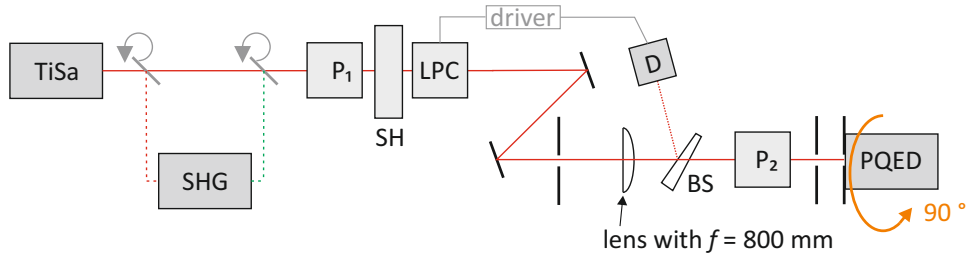 driver
TiSa
P₁
LPC
D
SH
SHG
BS
P₂
PQED
90 °
lens with f = 800 mm